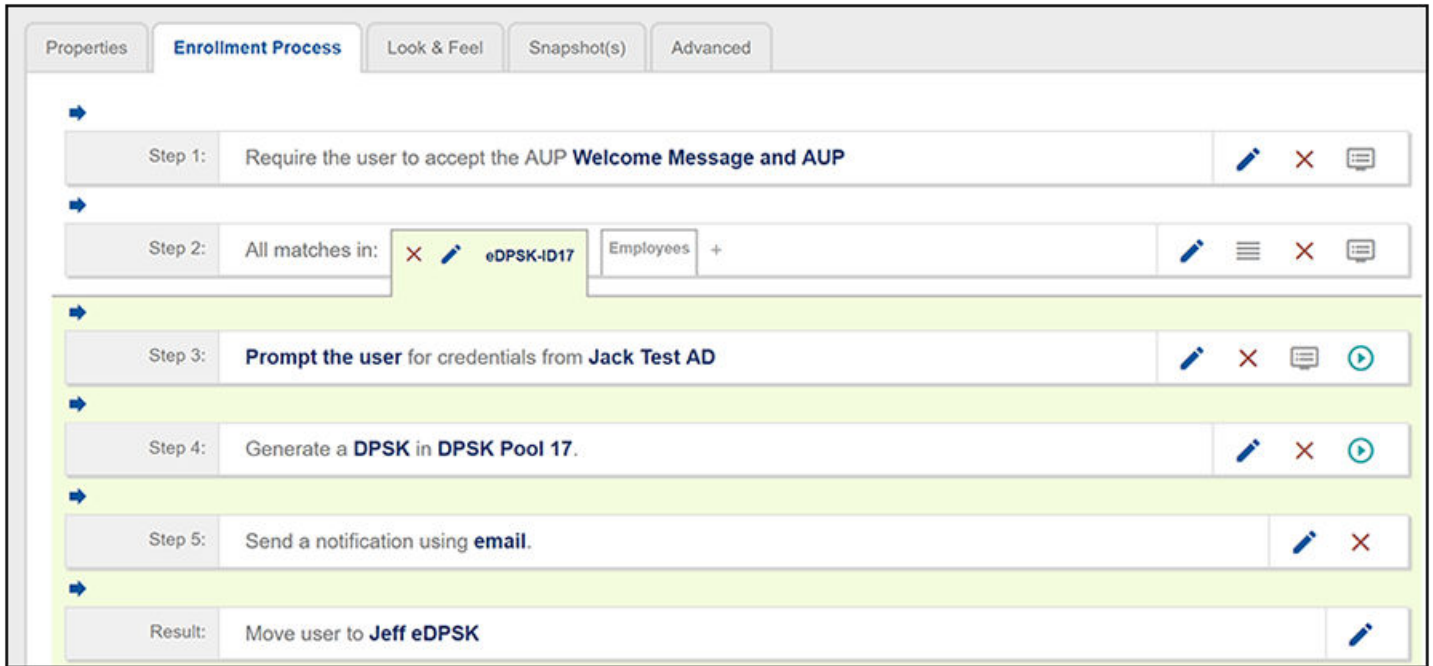 Properties Enrollment Process Look & Feel Snapshot(s) Advanced
Step 1: Require the user to accept the AUP Welcome Message and AUP
Step 2: All matches in: eDPSK-ID17 Employees +
Step 3: Prompt the user for credentials from Jack Test AD
Step 4: Generate a DPSK in DPSK Pool 17.
Step 5: Send a notification using email.
Result: Move user to Jeff eDPSK